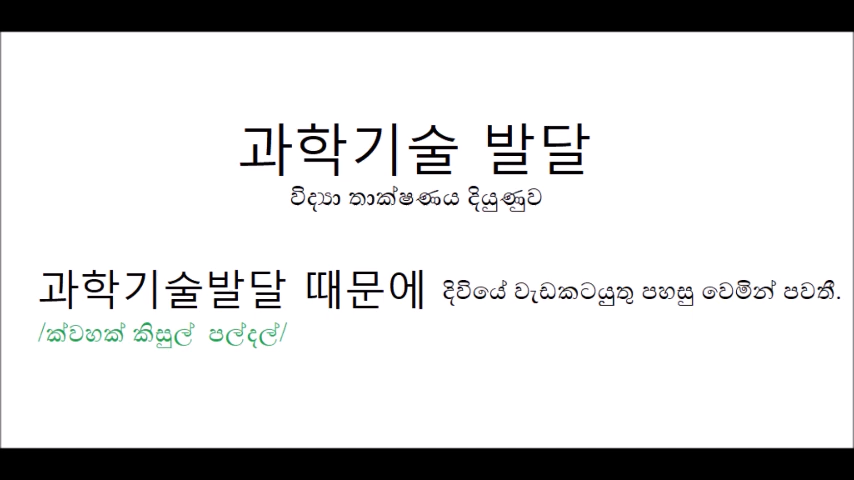 과학기술 발달
විද්‍යා තාක්ෂණය දියුණුව
과학기술발달 때문에 දිවියේ වැඩකටයුතු පහසු වෙමින් පවතී.
/ක්වහක් කිසුල්  පල්දල්/